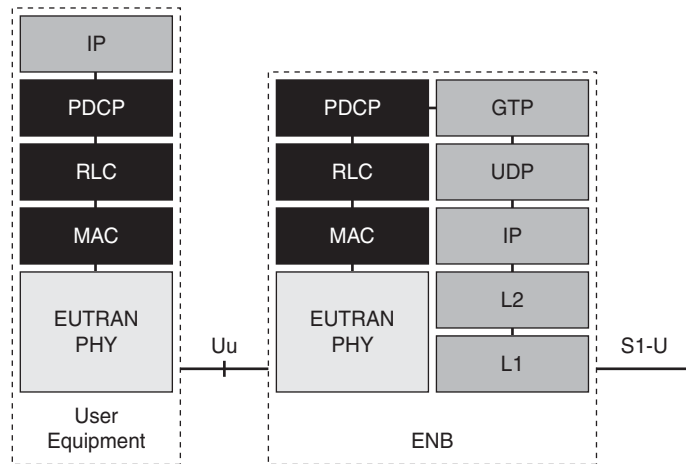 IP
PDCP
RLC
MAC
EUTRAN
PHY
User
Equipment
Uu
PDCP
RLC
MAC
EUTRAN
PHY
GTP
UDP
IP
L2
L1
ENB
S1-U